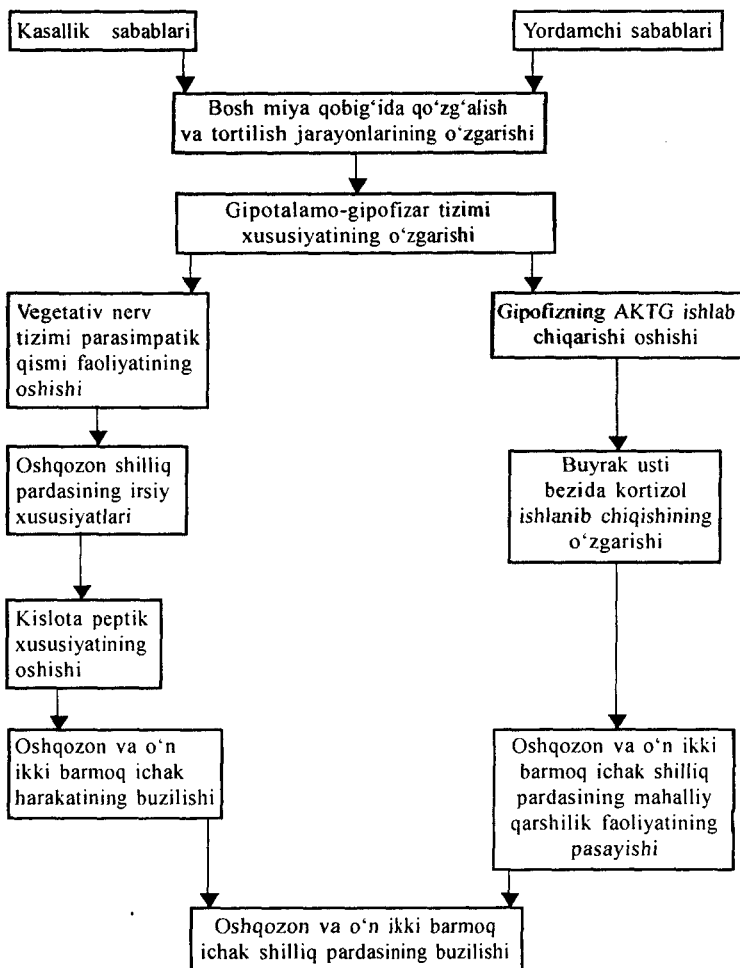 Kasallik sabablari
Yordamchi sabablari
Bosh miya qobig‘ida qo‘zg‘alish
va tortilish jarayonlarining o‘zgarishi
Gipotalamo-gipofizar tizimi
xususiyatining o‘zgarishi
Vegetativ nerv
tizimi parasimpatik
qismi faoliyatining
oshishi
Gipofizning AKTG ishlab
chiqarishi oshishi
Oshqozon shilliq
pardasining irsiy
xususiyatlari
Buyrak usti
bezida kortizol
ishlanib chiqishining
o‘zgarishi
Kislota peptik
xususiyatining
oshishi
Oshqozon va o‘n
ikki barmoq ichak
harakatining buzilishi
Oshqozon va o‘n ikki
barmoq ichak shilliq
pardasining mahalliy
qarshilik faoliyatining
pasayishi
Oshqozon va o‘n ikki barmoq
ichak shilliq pardasining buzilishi